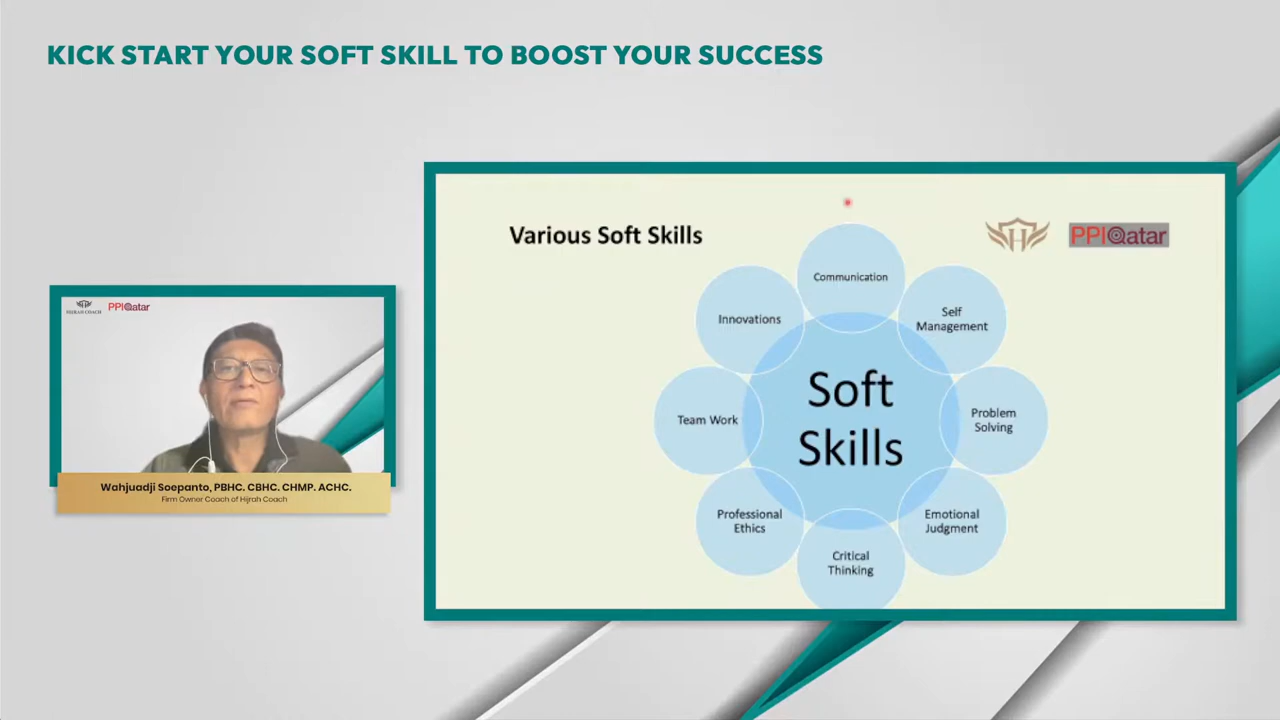 KICK START YOUR SOFT SKILL TO BOOST YOUR SUCCESS
Various Soft Skills
H
PPIQatar
Communication
Self
Management
Problem
Solving
Emotional
Judgment
Critical
Thinking
Professional
Ethics
Team Work
Innovations
Soft
Skills
HIJRAH COACH
PPIQatar
Wahjuadji Soepanto, PBHC. CBHC. CHMP. ACHC.
Firm Owner Coach of Hijrah Coach